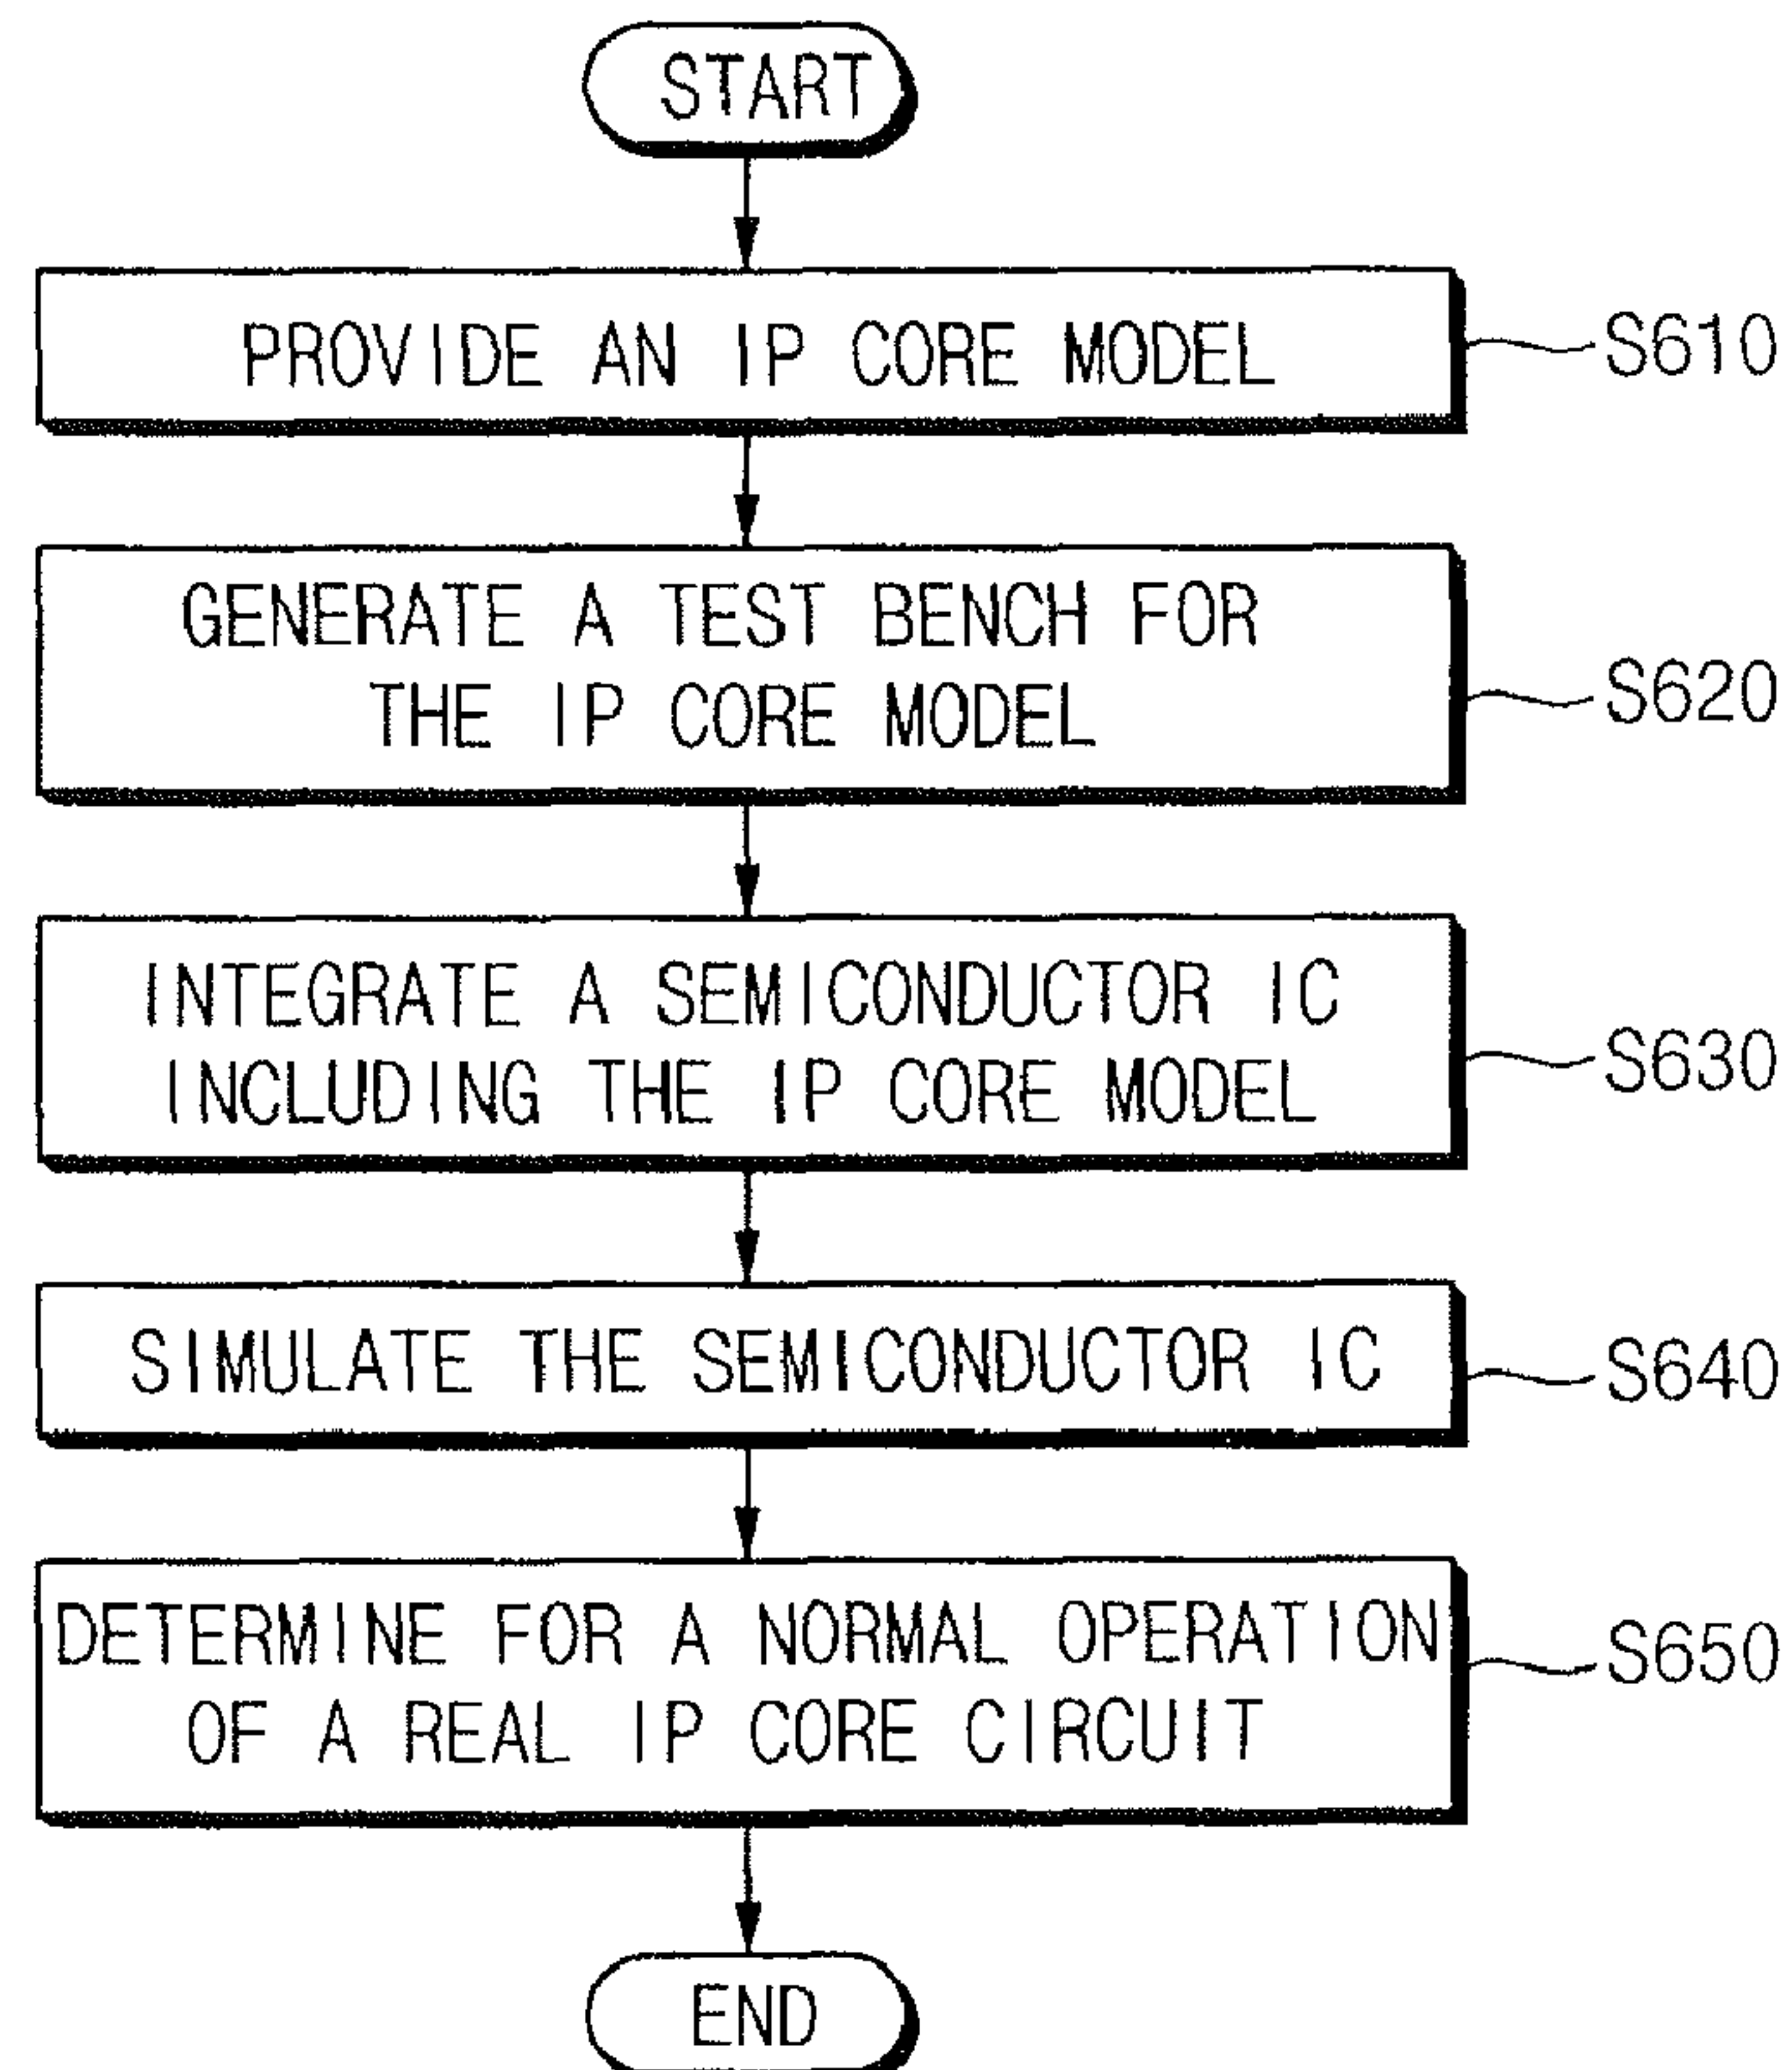 START
PROVIDE AN IP CORE MODEL
S610
GENERATE A TEST BENCH FOR
THE IP CORE MODEL
S620
INTEGRATE A SEMICONDUCTOR IC
INCLUDING THE IP CORE MODEL
S630
SIMULATE THE SEMICONDUCTOR IC
S640
DETERMINE FOR A NORMAL OPERATION
OF A REAL IP CORE CIRCUIT
S650
END